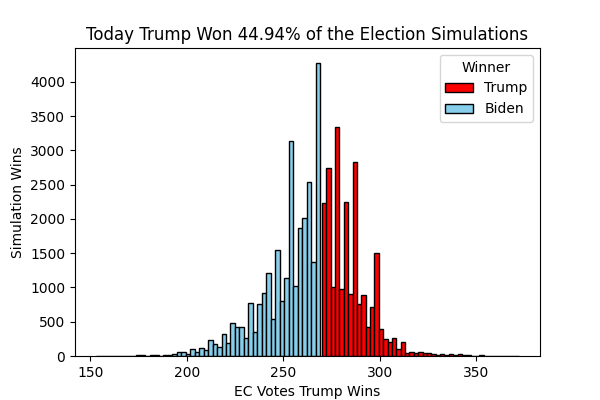 Today Trump Won 44.94% of the Election Simulations
Winner
Trump
Biden
4000
3500
3000
2500
2000
1500
1000
500
0
Simulation Wins
150 200 250 300 350
EC Votes Trump Wins